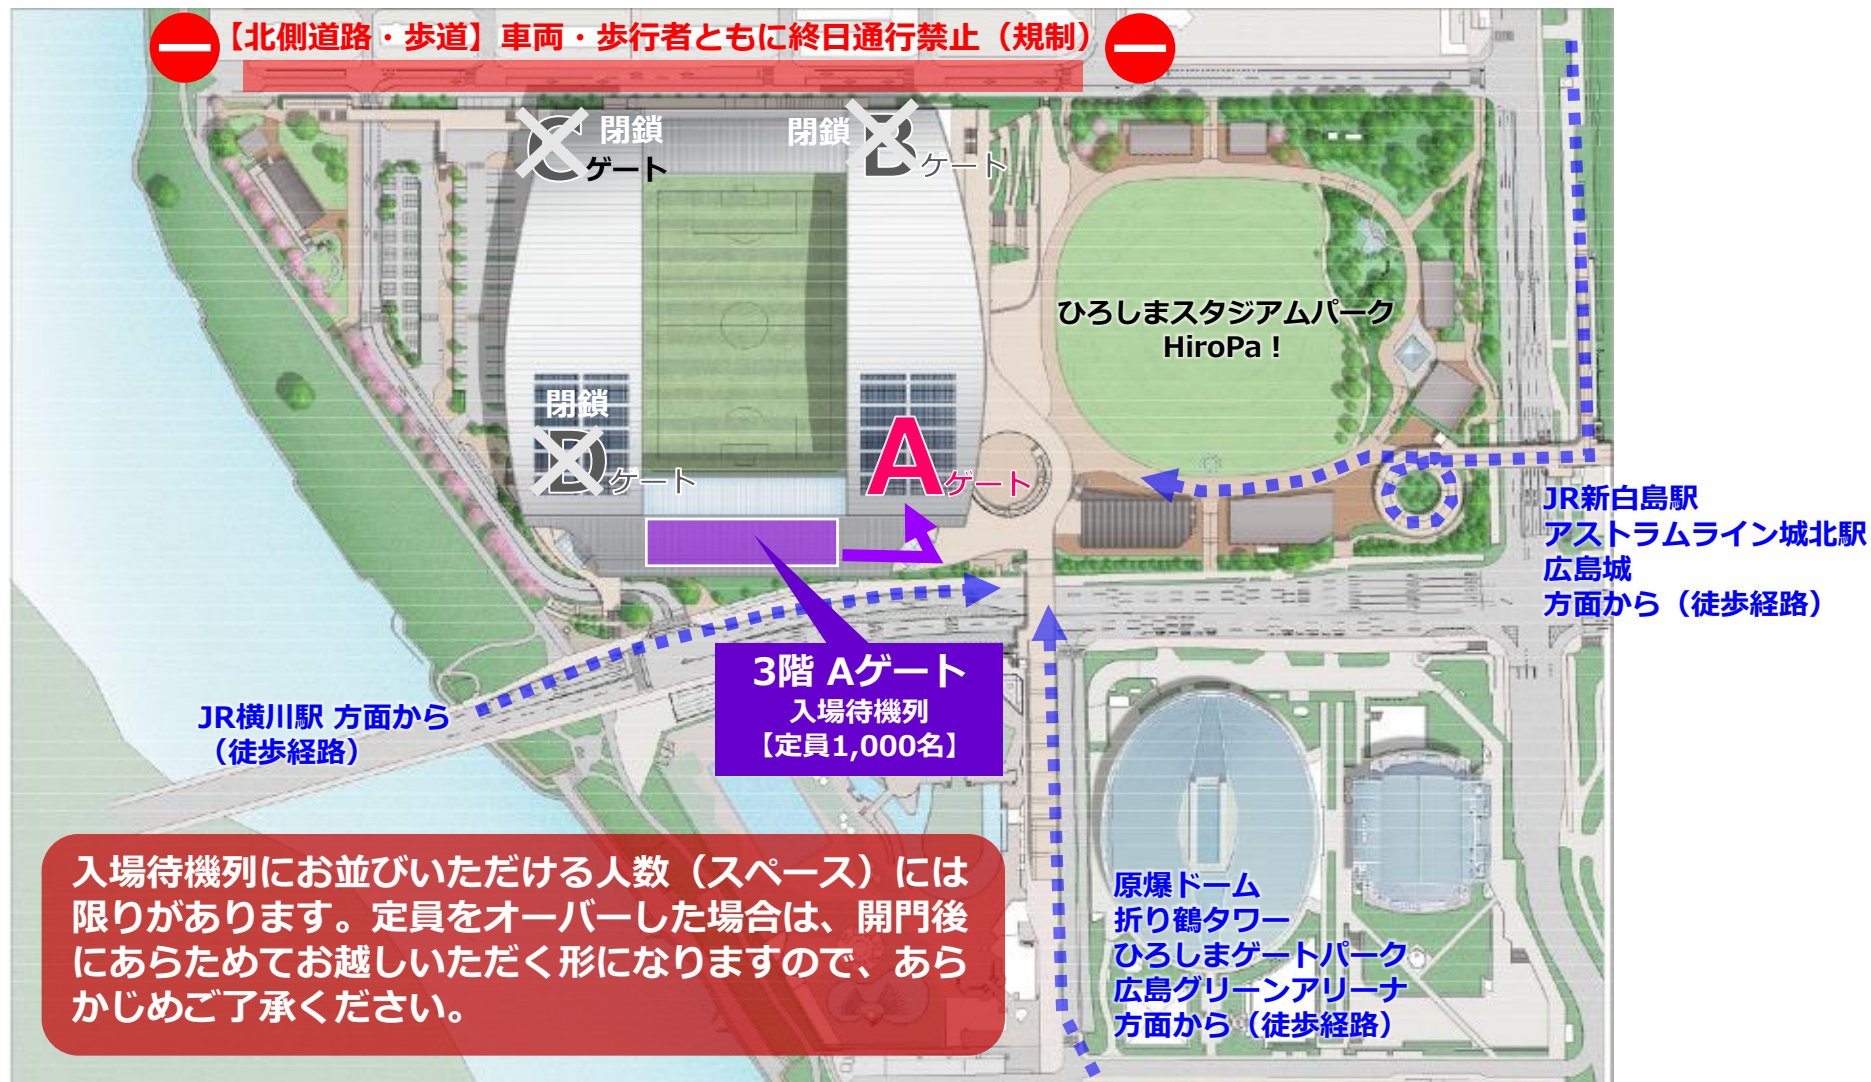 【北側道路・歩道】車両・歩行者ともに終日通行禁止（規制）
C 閉鎖
ゲート
閉鎖 B
ゲート
ひろしまスタジアムパーク
HiroPa！
閉鎖
D ゲート
A ゲート
JR新白島駅
アストラムライン城北駅
広島城
方面から（徒歩経路）
3階 Aゲート
入場待機列
【定員1,000名】
JR横川駅 方面から
（徒歩経路）
入場待機列にお並びいただける人数（スペース）には
限りがあります。定員をオーバーした場合は、開門後
にあらためてお越しいただく形になりますので、あら
かじめご了承ください。
原爆ドーム
折り鶴タワー
ひろしまゲートパーク
広島グリーンアリーナ
方面から（徒歩経路）